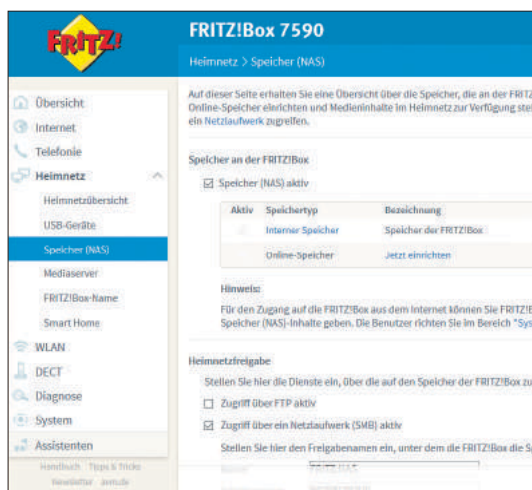 FRITZ!
FRITZ!Box 7590
Heimnetz > Speicher (NAS)
Übersicht
Internet
Telefonie
Heimnetz
Heimnetzübersicht
USB-Geräte
Speicher (NAS)
Mediaserver
FRITZ!Box-Name
Smart Home
WLAN
DECT
Diagnose
System
Assistenten
Handbuch Tipps & Tricks
Newsletter avm.de
Auf dieser Seite erhalten Sie eine Übersicht über die Speicher, die an der FRITZ
Online-Speicher einrichten und Medieninhalte im Heimnetz zur Verfügung stel
ein Netzlaufwerk zugreifen.
Speicher an der FRITZ!Box
Speicher (NAS) aktiv
Aktiv Speichertyp Bezeichnung
Interner Speicher Speicher der FRITZ!Box
Online-Speicher Jetzt einrichten
Hinweis:
Für den Zugang auf die FRITZ!Box aus dem Internet können Sie FRITZ!B
Speicher (NAS)-Inhalte geben. Die Benutzer richten Sie im Bereich "Sys
Heimnetzfreigabe
Stellen Sie hier die Dienste ein, über die auf den Speicher der FRITZ!Box zu
Zugriff über FTP aktiv
Zugriff über ein Netzlaufwerk (SMB) aktiv
Stellen Sie hier den Freigabenamen ein, unter dem die FRITZ!Box die S
Name FRITZ.NAS